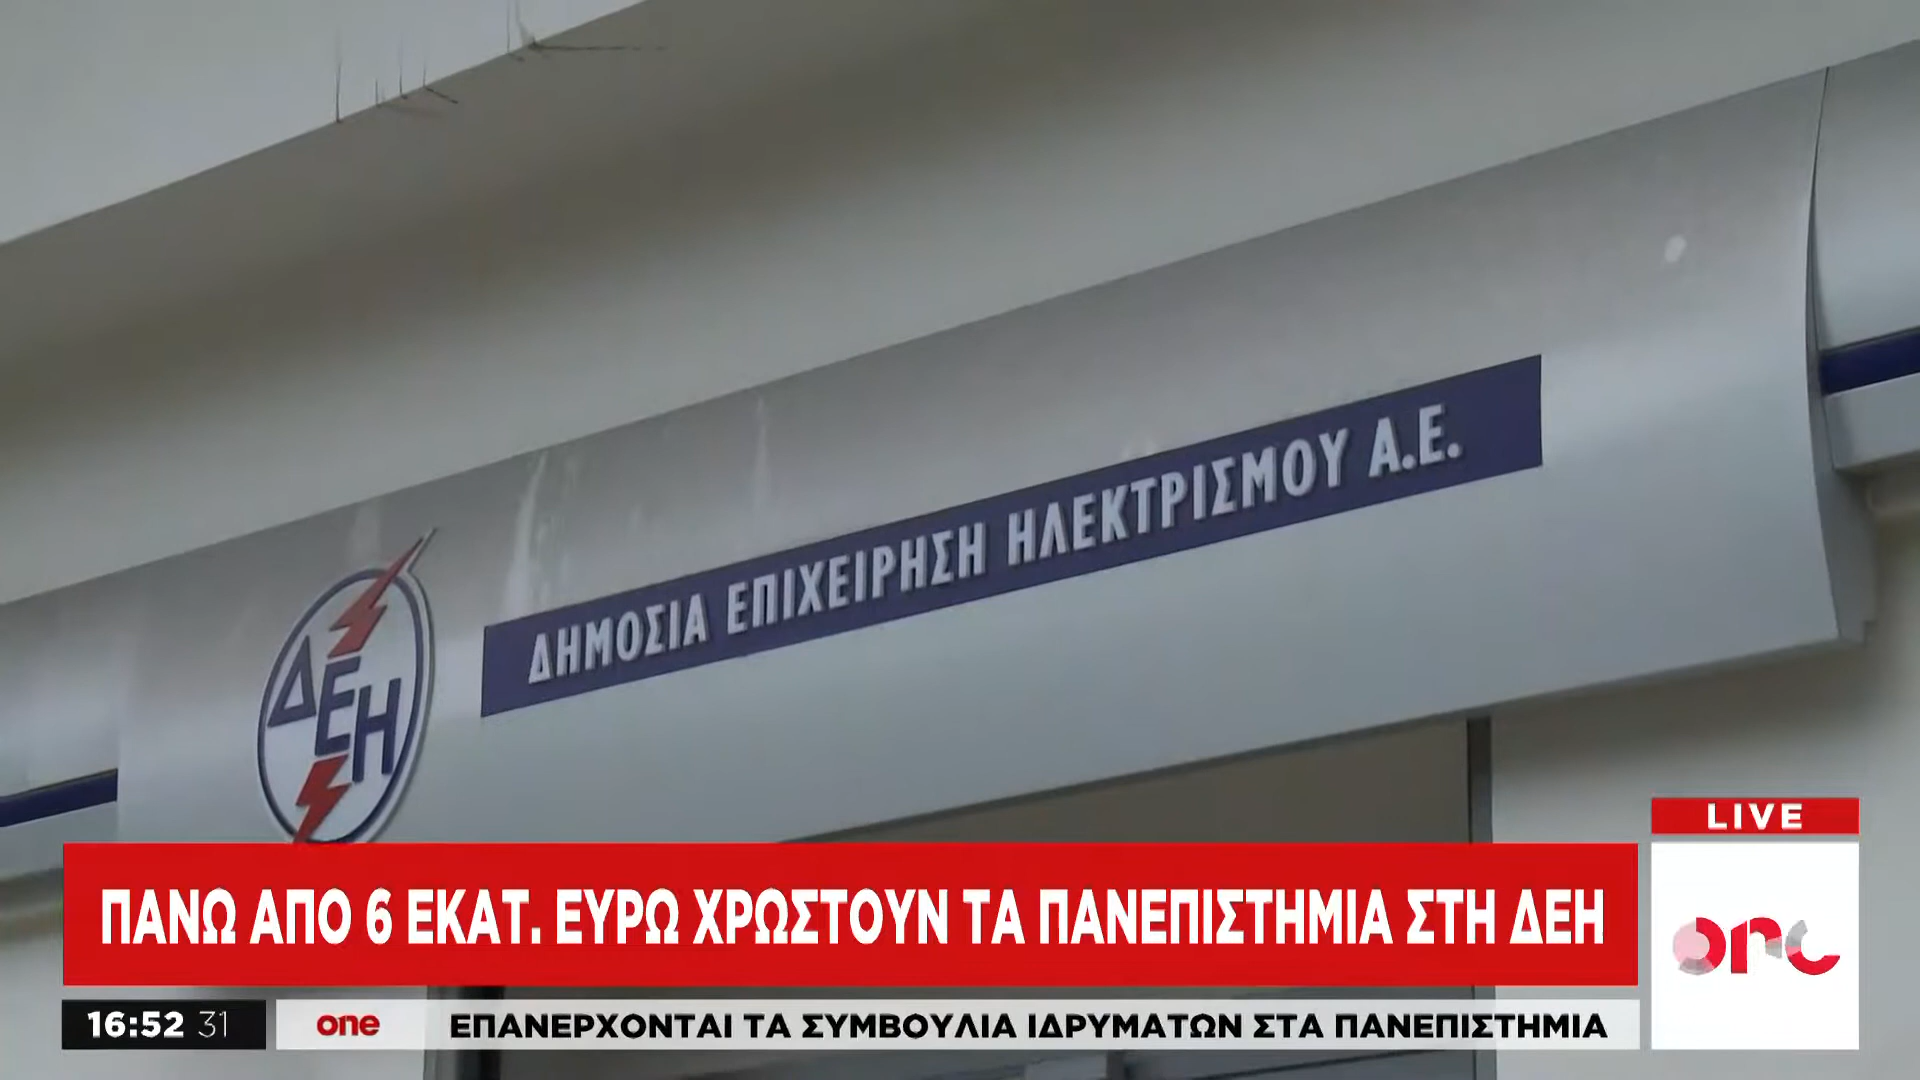 ΔΗΜΟΣΙΑ ΕΠΙΧΕΙΡΗΣΗ ΗΛΕΚΤΡΙΣΜΟΥ Α.Ε.
ΔΕΗ
LIVE
ΠΑΝΩ ΑΠΟ 6 ΕΚΑΤ. ΕΥΡΩ ΧΡΩΣΤΟΥΝ ΤΑ ΠΑΝΕΠΙΣΤΗΜΙΑ ΣΤΗ ΔΕΗ
one
16:52 31
one ΕΠΑΝΕΡΧΟΝΤΑΙ ΤΑ ΣΥΜΒΟΥΛΙΑ ΙΔΡΥΜΑΤΩΝ ΣΤΑ ΠΑΝΕΠΙΣΤΗΜΙΑ